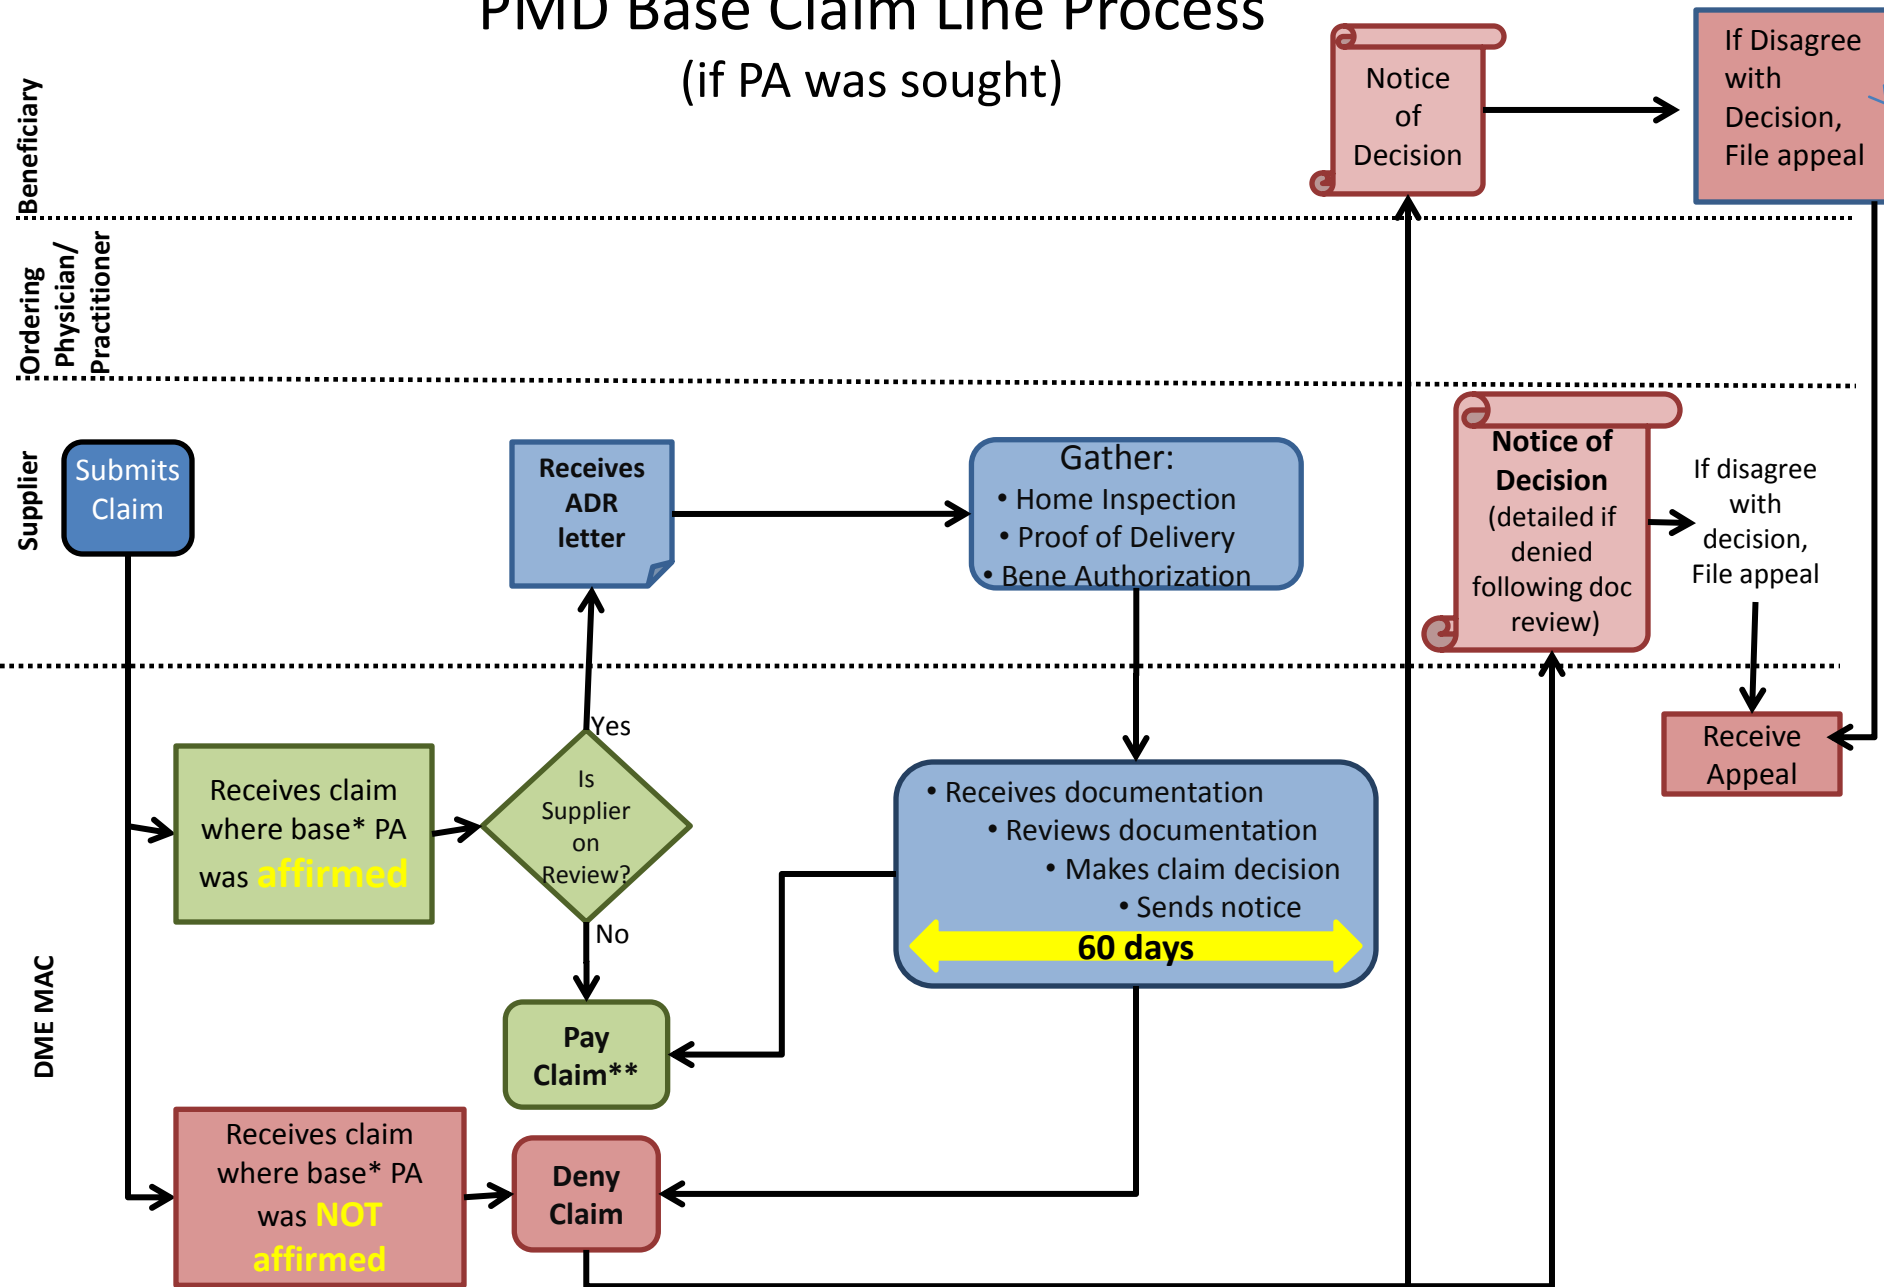 PMD Base Claim Line Process
(if PA was sought)
Beneficiary
Notice
of
Decision
If Disagree
with
Decision,
File appeal
Ordering
Physician/
Practitioner
Supplier
Submits
Claim
Receives
ADR
letter
Gather:
• Home Inspection
• Proof of Delivery
• Bene Authorization
Notice of
Decision
(detailed if
denied
following doc
review)
If disagree
with
decision,
File appeal
DME MAC
Receives claim
where base* PA
was affirmed
Yes
Is
Supplier
on
Review?
No
• Receives documentation
• Reviews documentation
• Makes claim decision
• Sends notice
60 days
Receive
Appeal
Pay
Claim**
Receives claim
where base* PA
was NOT
affirmed
Deny
Claim